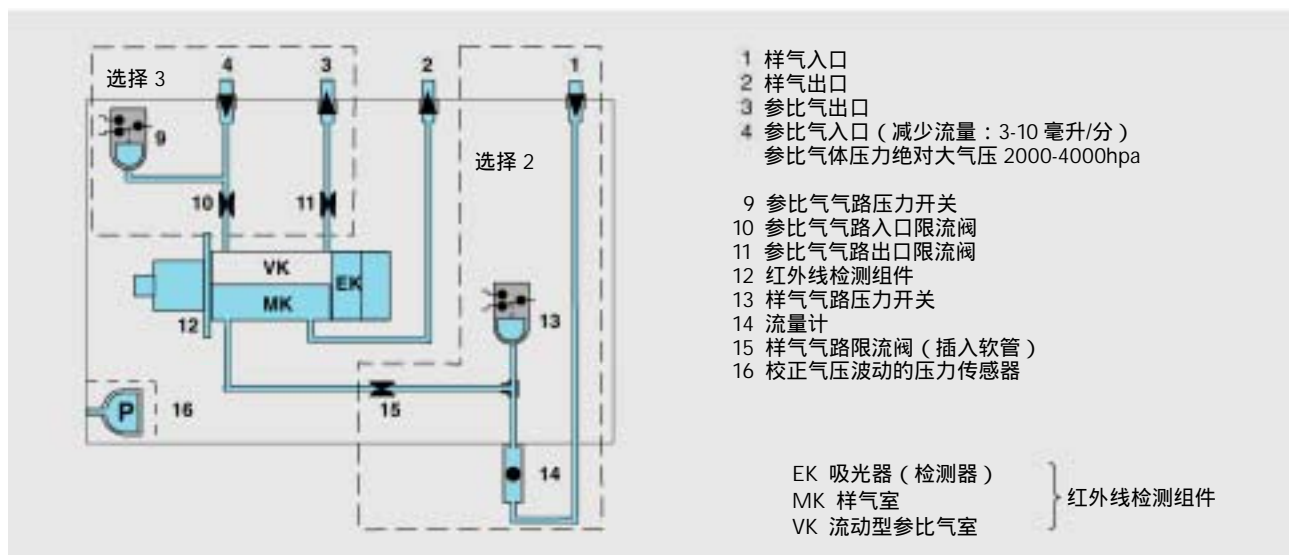 选择 3
4
3
2
1
9
选择 2
10
11
VK
EK
MK
12
13
15
P
16
14
1 样气入口
2 样气出口
3 参比气出口
4 参比气入口（减少流量：3-10 毫升/分）
参比气体压力绝对大气压 2000-4000hpa
9 参比气气路压力开关
10 参比气气路入口限流阀
11 参比气气路出口限流阀
12 红外线检测组件
13 样气气路压力开关
14 流量计
15 样气气路限流阀（插入软管）
16 校正气压波动的压力传感器
EK 吸光器（检测器）
MK 样气室
VK 流动型参比气室
红外线检测组件